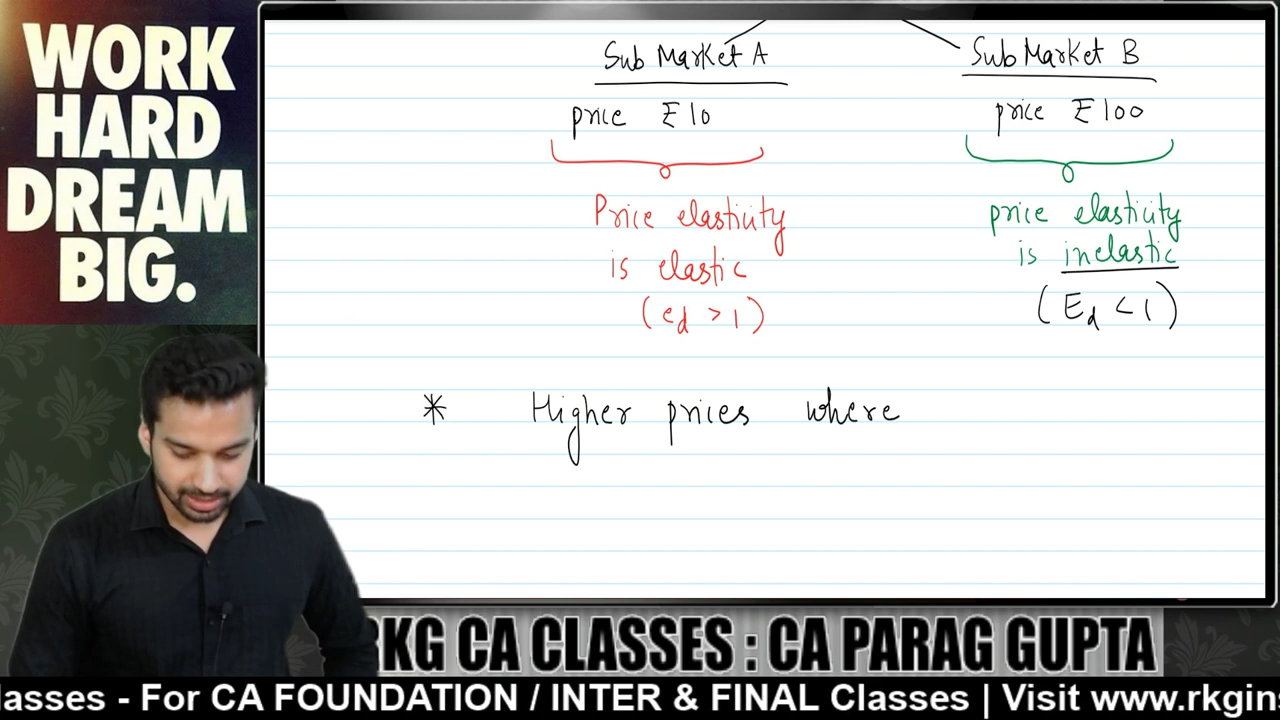 WORK
HARD
DREAM
BIG.
Sub Market A
Sub Market B
price ₹10
price ₹100
Price elasticity
is elastic
(ed > 1)
price elasticity
is inelastic
(Ed < 1)
* Higher prices where
RKG CA CLASSES : CA PARAG GUPTA
lasses - For CA FOUNDATION / INTER & FINAL Classes | Visit www.rkgins